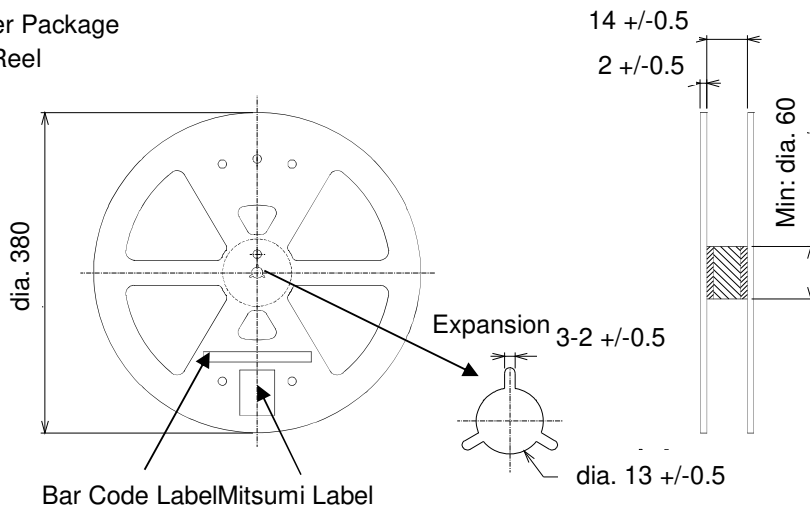 er Package
Reel
14 +/-0.5
2 +/-0.5
Min: dia. 60
dia. 380
Expansion
3-2 +/-0.5
dia. 13 +/-0.5
Bar Code LabelMitsumi Label